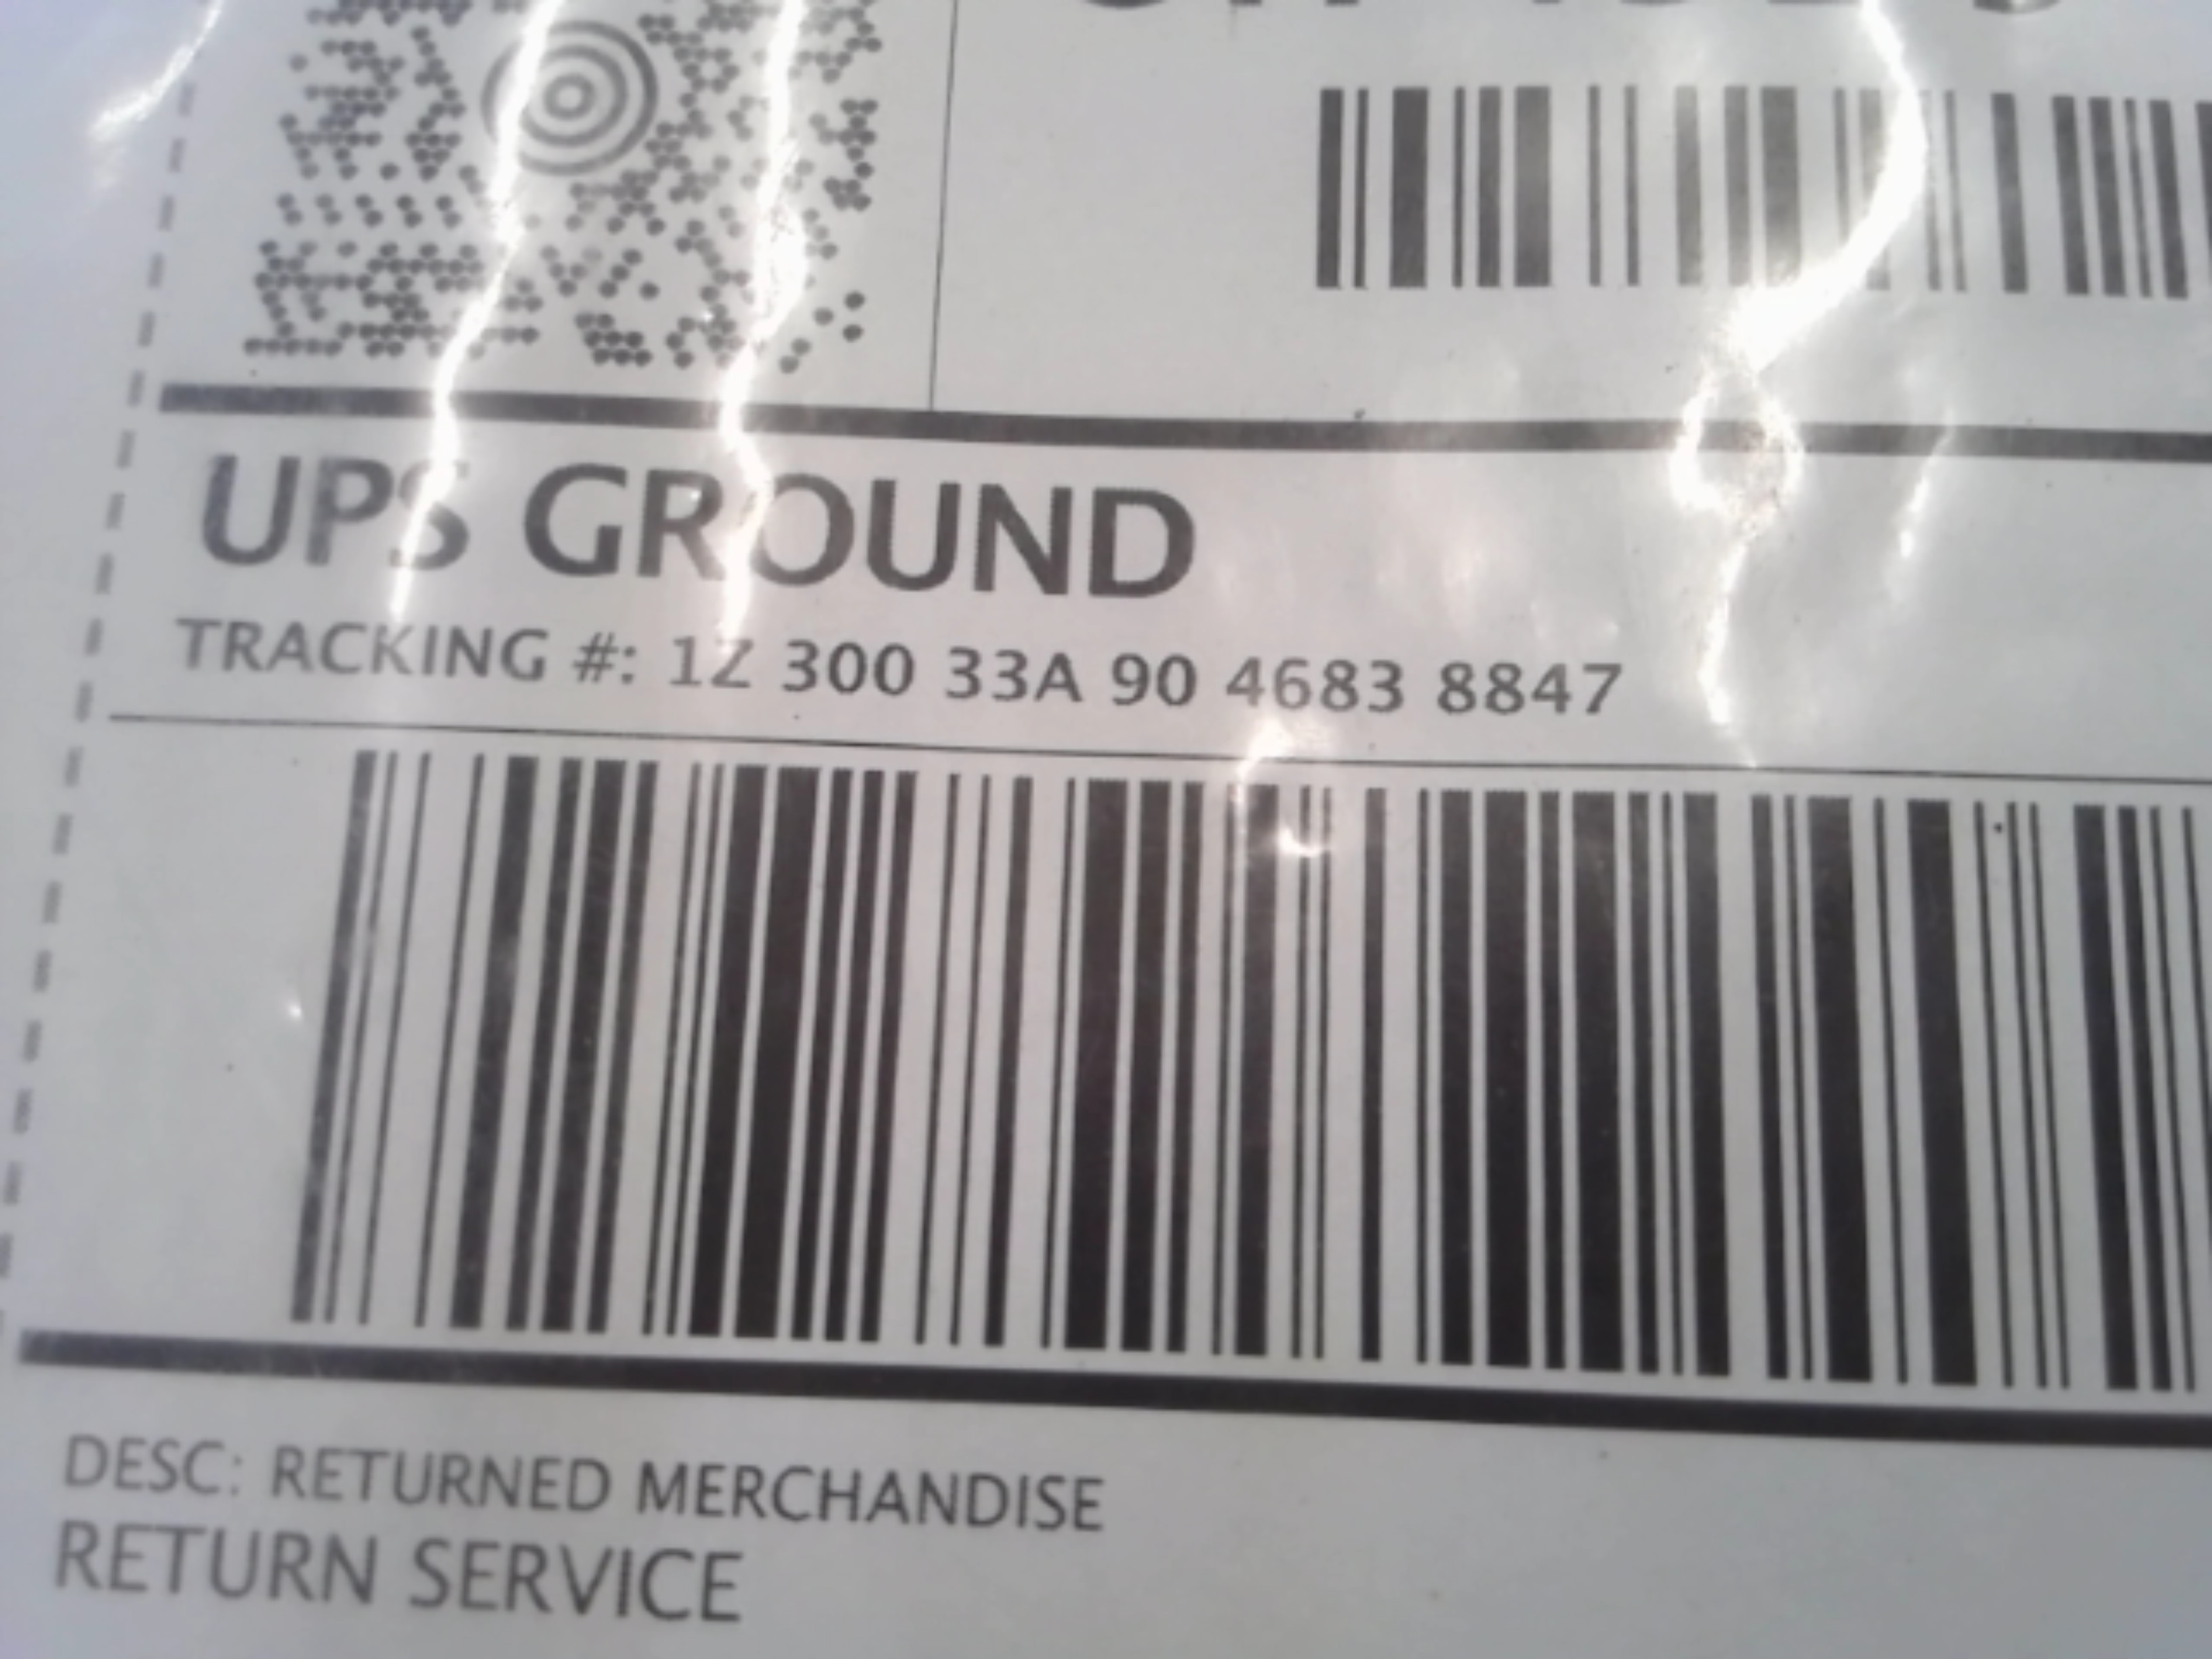 UPS GROUND
TRACKING #: 1Z 300 33A 90 4683 8847
DESC: RETURNED MERCHANDISE
RETURN SERVICE